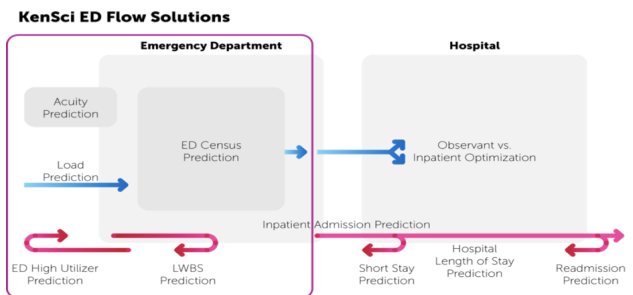 KenSci ED Flow Solutions
Emergency Department
Hospital
Acuity
Prediction
ED Census
Prediction
Observant vs.
Inpatient Optimization
Load
Prediction
Inpatient Admission Prediction
ED High Utilizer
Prediction
LWBS
Prediction
Short Stay
Prediction
Hospital
Length of Stay
Prediction
Readmission
Prediction